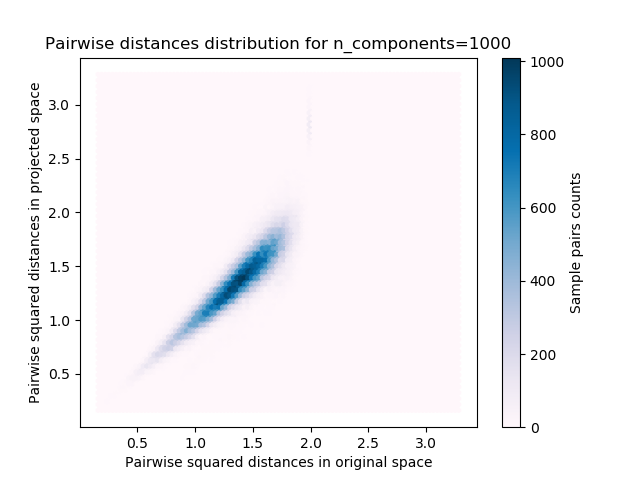 Pairwise distances distribution for n_components=1000
Pairwise squared distances in projected space
3.0
2.5
2.0
1.5
1.0
0.5
0.5 1.0 1.5 2.0 2.5 3.0
Pairwise squared distances in original space
1000
800
600
400
200
0
Sample pairs counts